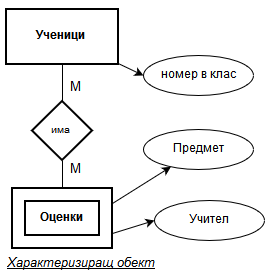 Ученици
номер в клас
М
има
Предмет
М
Оценки
Учител
Характеризиращ обект